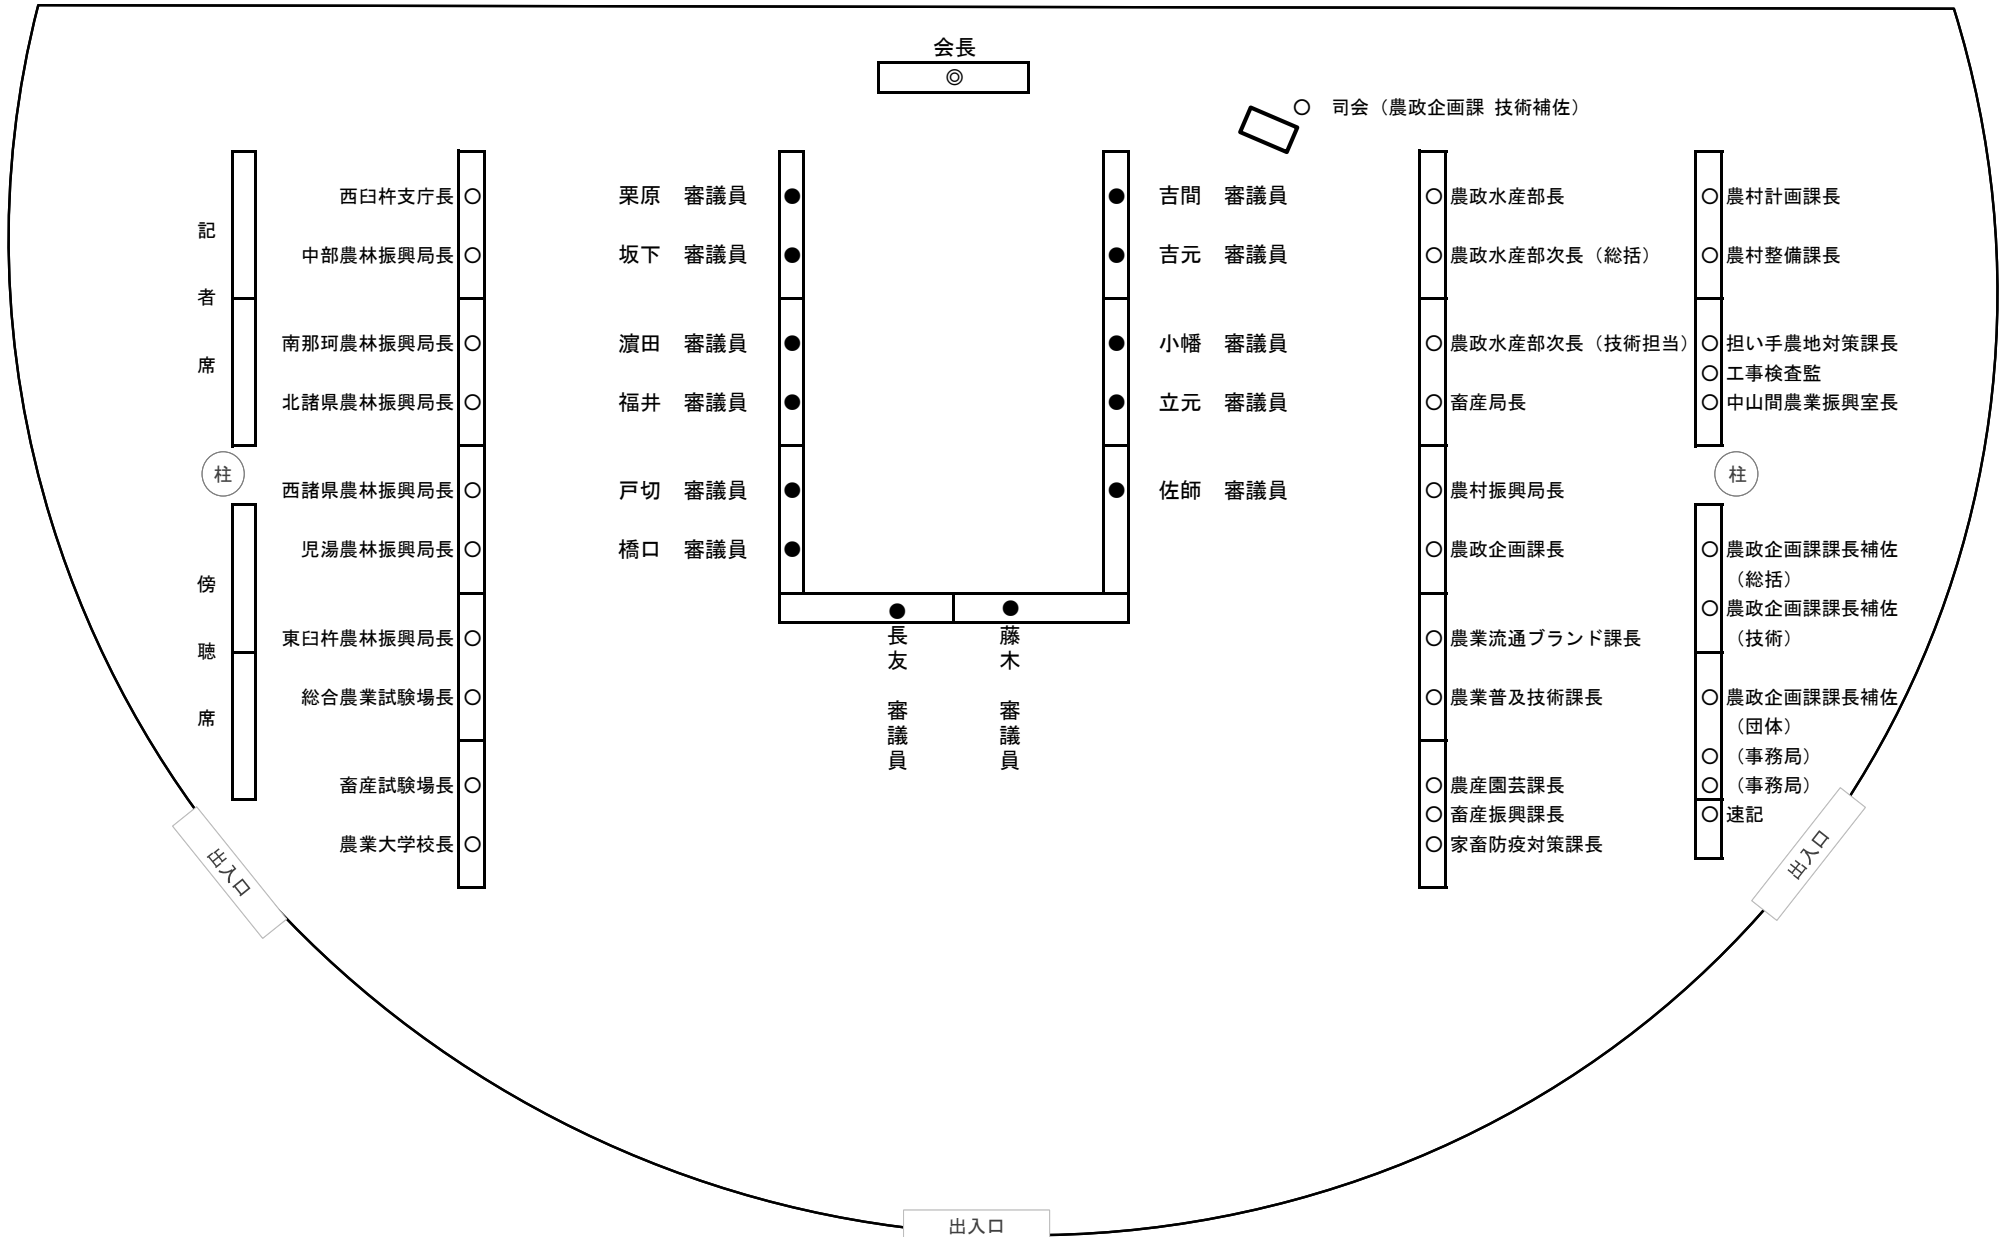 会長
◎
○ 司会（農政企画課 技術補佐）
記者席
西臼杵支庁長 ○
中部農林振興局長 ○
南那珂農林振興局長 ○
北諸県農林振興局長 ○
西諸県農林振興局長 ○
児湯農林振興局長 ○
東臼杵農林振興局長 ○
総合農業試験場長 ○
畜産試験場長 ○
農業大学校長 ○
柱
傍聴席
栗原 審議員 ●
坂下 審議員 ●
濵田 審議員 ●
福井 審議員 ●
戸切 審議員 ●
橋口 審議員 ●
● 長友 審議員
● 藤木 審議員
● 吉間 審議員
● 吉元 審議員
● 小幡 審議員
● 立元 審議員
● 佐師 審議員
○ 農政水産部長
○ 農政水産部次長（総括）
○ 農政水産部次長（技術担当）
○ 畜産局長
○ 農村振興局長
○ 農政企画課長
○ 農業流通ブランド課長
○ 農業普及技術課長
○ 農産園芸課長
○ 畜産振興課長
○ 家畜防疫対策課長
○ 農村計画課長
○ 農村整備課長
○ 担い手農地対策課長
○ 工事検査監
○ 中山間農業振興室長
柱
○ 農政企画課課長補佐
（総括）
○ 農政企画課課長補佐
（技術）
○ 農政企画課課長補佐
（団体）
○ （事務局）
○ （事務局）
○ 速記
出入口
出入口
出入口